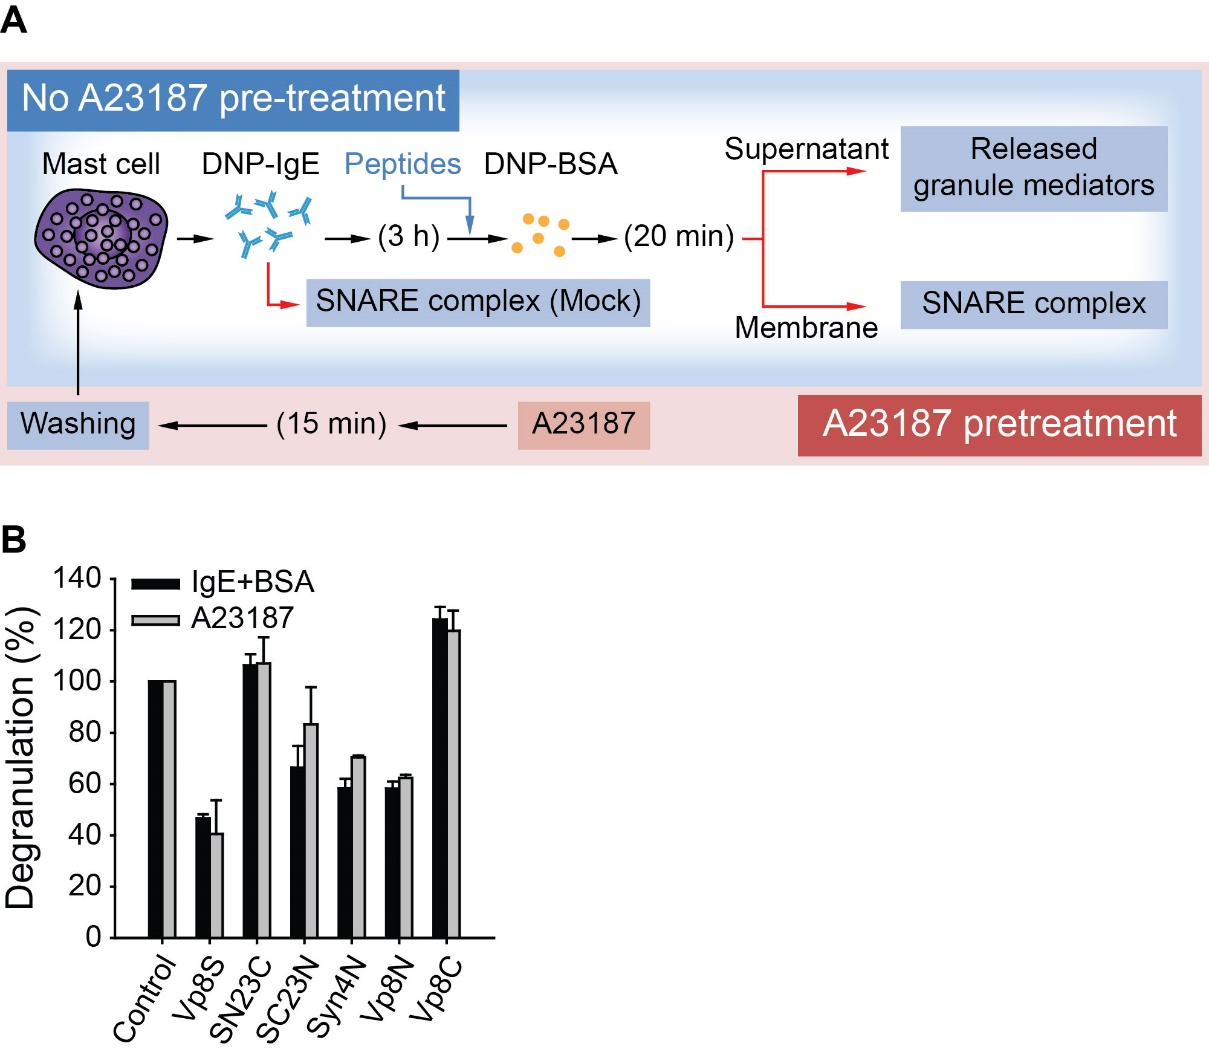 A
No A23187 pre-treatment
Mast cell
DNP-IgE
Peptides
DNP-BSA
(3 h)
(20 min)
Supernatant
Released
granule mediators
SNARE complex (Mock)
SNARE complex
Membrane
Washing
(15 min)
A23187
A23187 pretreatment
B
IgE+BSA
A23187
Degranulation (%)
140
120
100
80
60
40
20
0
Control
Vp8S
SN23C
SC23N
Syn4N
Vp8N
Vp8C